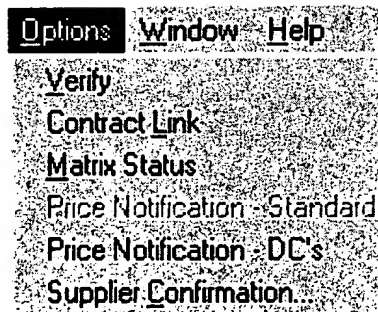 Options Window Help
Verify
Contract Link
Matrix Status
Price Notification - Standard
Price Notification - DC's
Supplier Confirmation...